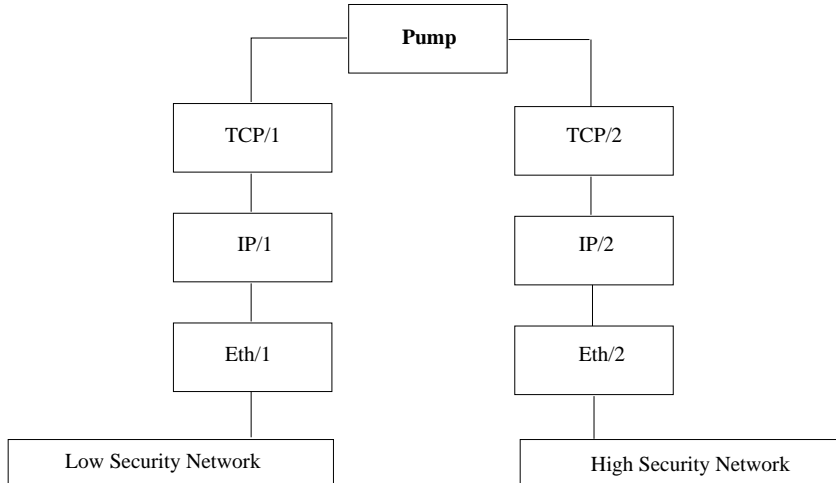 Pump
TCP/1
TCP/2
IP/1
IP/2
Eth/1
Eth/2
Low Security Network
High Security Network